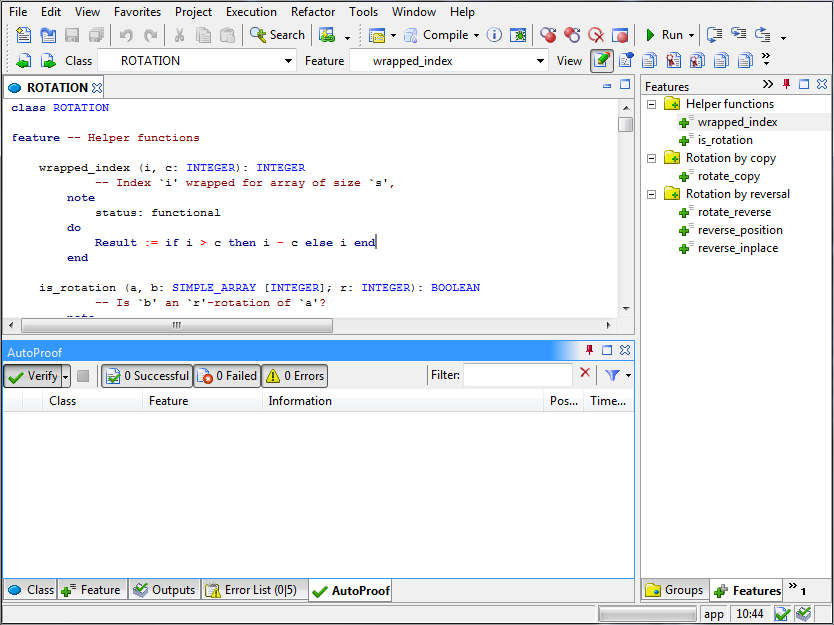 File Edit View Favorites Project Execution Refactor Tools Window Help
Search Compile Run
Class ROTATION Feature wrapped_index View
ROTATION
class ROTATION
feature -- Helper functions
wrapped_index (i, c: INTEGER): INTEGER
-- Index `i' wrapped for array of size `s',
note
status: functional
do
Result := if i > c then i - c else i end
end
is_rotation (a, b: SIMPLE_ARRAY [INTEGER]; r: INTEGER): BOOLEAN
-- Is `b' an `r'-rotation of `a'?
note
Features
Helper functions
wrapped_index
is_rotation
Rotation by copy
rotate_copy
Rotation by reversal
rotate_reverse
reverse_position
reverse_inplace
AutoProof
Verify 0 Successful 0 Failed 0 Errors Filter:
Class Feature Information Pos... Time...
Class Feature Outputs Error List (0|5) AutoProof
Groups Features 1
app 10:44